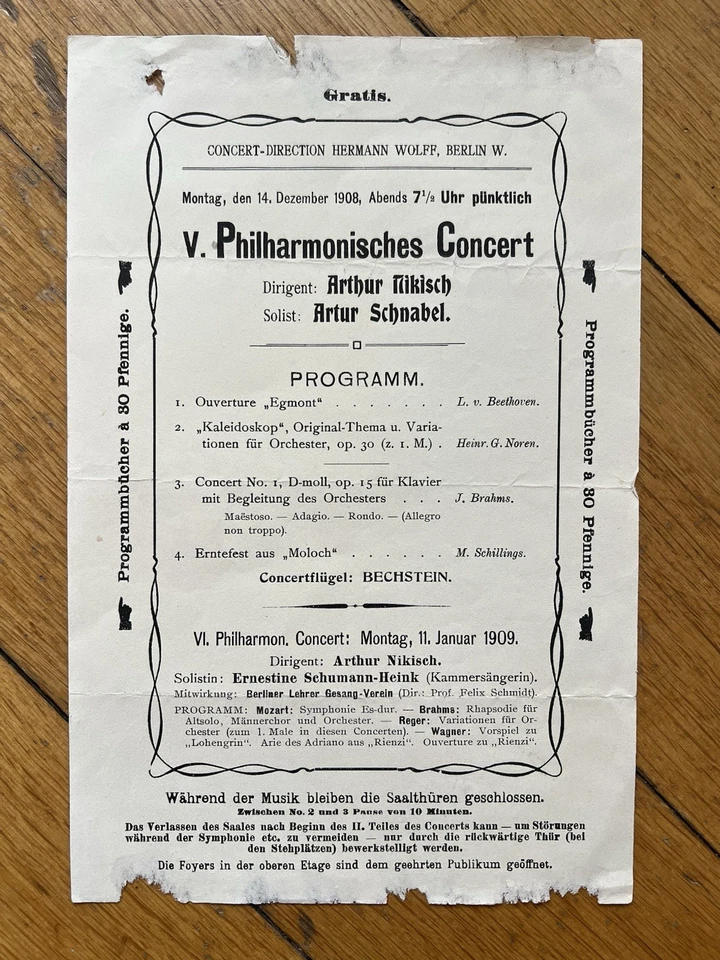 Gratis.
CONCERT-DIRECTION HERMANN WOLFF, BERLIN W.
Montag, den 14. Dezember 1908, Abends 7½ Uhr pünktlich
V. Philharmonisches Concert
Dirigent: Arthur Nikisch
Solist: Artur Schnabel.
PROGRAMM.
1. Ouverture „Egmont“ . . . . . . . L. v. Beethoven.
2. „Kaleidoskop“, Original-Thema u. Varia-
tionen für Orchester, op. 30 (z. 1. M.) . Heinr. G. Noren.
3. Concert No. 1, D-moll, op. 15 für Klavier
mit Begleitung des Orchesters . . . J. Brahms.
Maëstoso. — Adagio. — Rondo. — (Allegro
non troppo).
4. Erntefest aus „Moloch“ . . . . . . M. Schillings.
Concertflügel: BECHSTEIN.
VI. Philharmon. Concert: Montag, 11. Januar 1909.
Dirigent: Arthur Nikisch.
Solistin: Ernestine Schumann-Heink (Kammersängerin).
Mitwirkung: Berliner Lehrer Gesang-Verein (Dir.: Prof. Felix Schmidt).
PROGRAMM: Mozart: Symphonie Es-dur. — Brahms: Rhapsodie für
Altsolo, Männerchor und Orchester. — Reger: Variationen für Or-
chester (zum 1. Male in diesen Concerten). — Wagner: Vorspiel zu
„Lohengrin“. Arie des Adriano aus „Rienzi“. Ouverture zu „Rienzi“.
Während der Musik bleiben die Saalthüren geschlossen.
Zwischen No. 2 und 3 Pause von 10 Minuten.
Das Verlassen des Saales nach Beginn des II. Teiles des Concerts kann — um Störungen
während der Symphonie etc. zu vermeiden — nur durch die rückwärtige Thür (bei
den Stehplätzen) bewerkstelligt werden.
Die Foyers in der oberen Etage sind dem geehrten Publikum geöffnet.
Programmbücher à 30 Pfennige.
Programmbücher à 30 Pfennige.